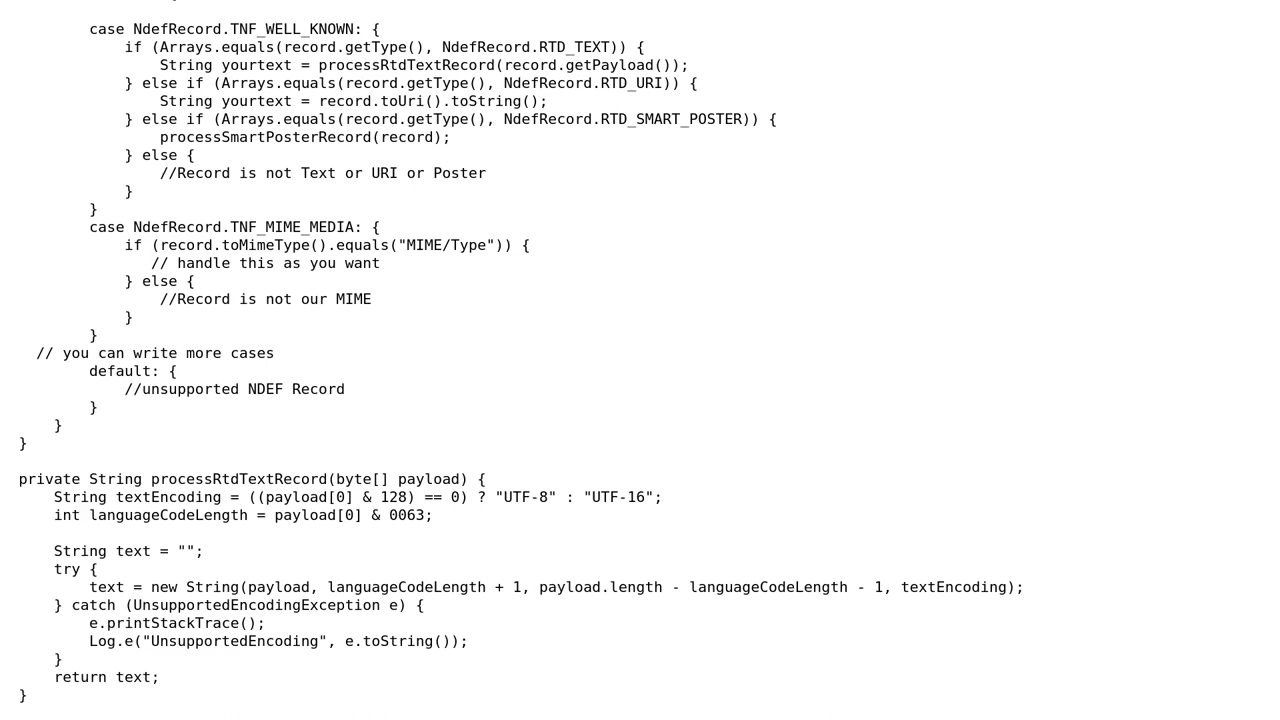 case NdefRecord.TNF_WELL_KNOWN: {
            if (Arrays.equals(record.getType(), NdefRecord.RTD_TEXT)) {
                String yourtext = processRtdTextRecord(record.getPayload());
            } else if (Arrays.equals(record.getType(), NdefRecord.RTD_URI)) {
                String yourtext = record.toUri().toString();
            } else if (Arrays.equals(record.getType(), NdefRecord.RTD_SMART_POSTER)) {
                processSmartPosterRecord(record);
            } else {
                //Record is not Text or URI or Poster
            }
        }
        case NdefRecord.TNF_MIME_MEDIA: {
            if (record.toMimeType().equals("MIME/Type")) {
               // handle this as you want
            } else {
                //Record is not our MIME
            }
        }
  // you can write more cases
        default: {
            //unsupported NDEF Record
        }
    }
}

private String processRtdTextRecord(byte[] payload) {
    String textEncoding = ((payload[0] & 128) == 0) ? "UTF-8" : "UTF-16";
    int languageCodeLength = payload[0] & 0063;

    String text = "";
    try {
        text = new String(payload, languageCodeLength + 1, payload.length - languageCodeLength - 1, textEncoding);
    } catch (UnsupportedEncodingException e) {
        e.printStackTrace();
        Log.e("UnsupportedEncoding", e.toString());
    }
    return text;
}